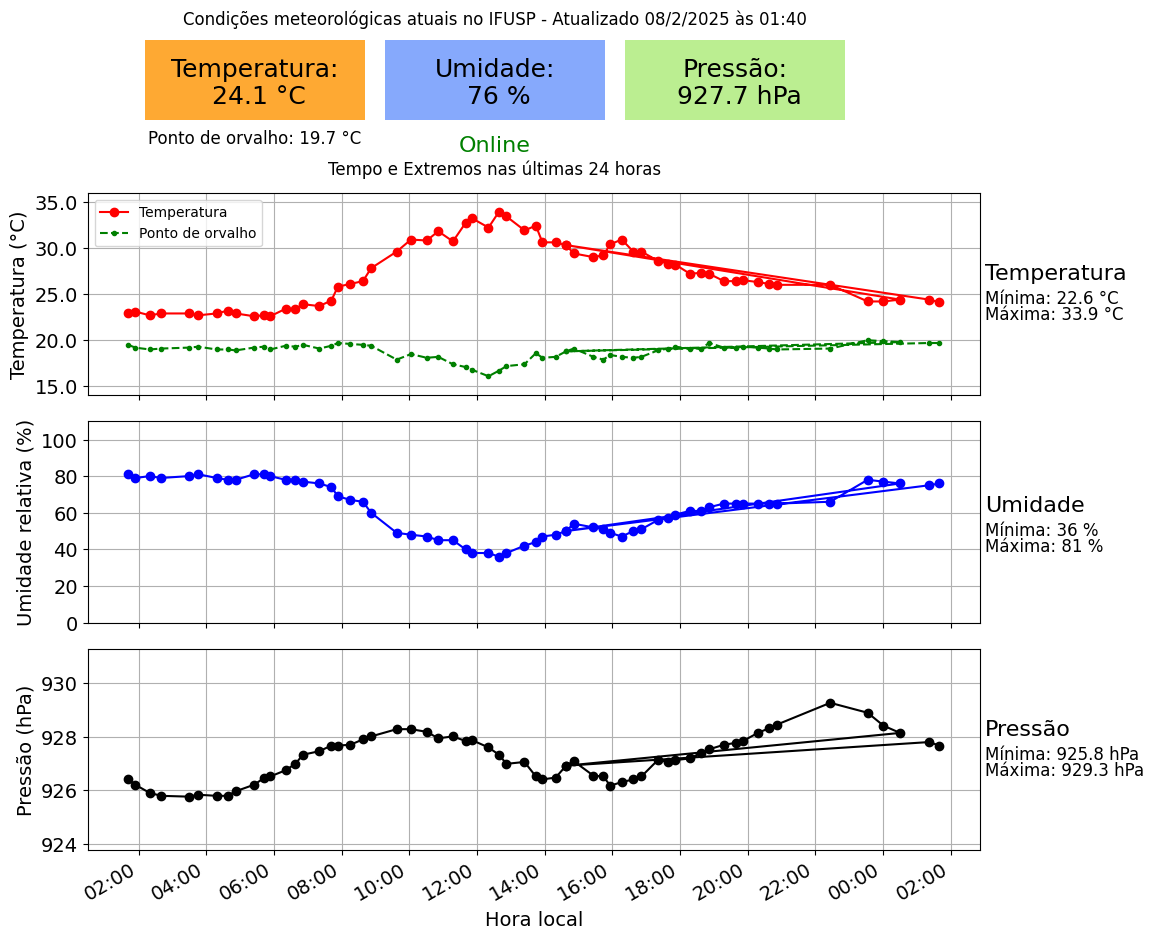 Condições meteorológicas atuais no IFUSP - Atualizado 08/2/2025 às 01:40
Temperatura:
24.1 °C
Umidade:
76 %
Pressão:
927.7 hPa
Ponto de orvalho: 19.7 °C
Online
Tempo e Extremos nas últimas 24 horas
Temperatura (°C)
35.0
30.0
25.0
20.0
15.0
Temperatura
Ponto de orvalho
Temperatura
Mínima: 22.6 °C
Máxima: 33.9 °C
Umidade relativa (%)
100
80
60
40
20
0
Umidade
Mínima: 36 %
Máxima: 81 %
Pressão (hPa)
930
928
926
924
Pressão
Mínima: 925.8 hPa
Máxima: 929.3 hPa
02:00 04:00 06:00 08:00 10:00 12:00 14:00 16:00 18:00 20:00 22:00 00:00 02:00
Hora local